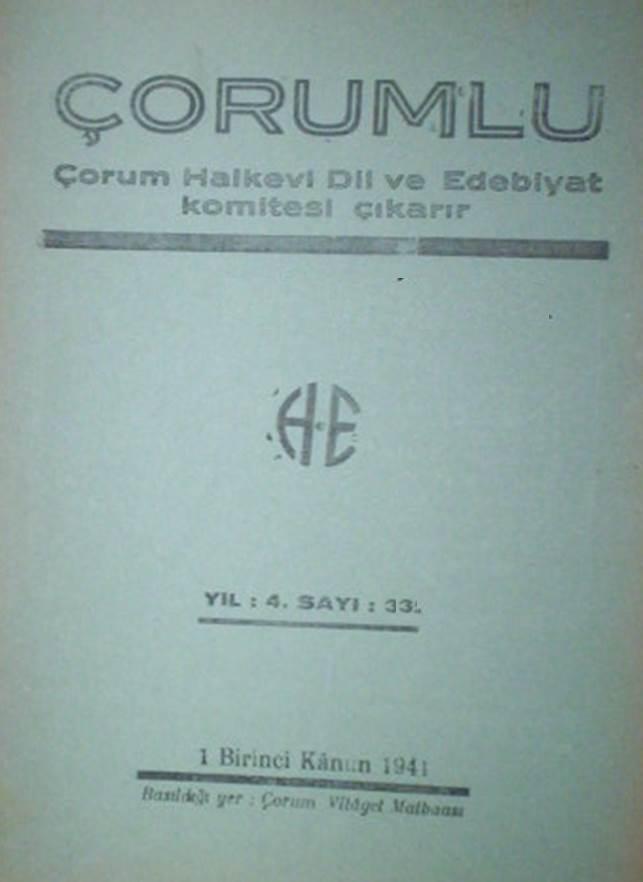 ÇORUMLU
Çorum Halkevi Dil ve Edebiyat
komitesi çıkarır
HE
YIL : 4. SAYI : 33.
1 Birinci Kânun 1941
Basıldığı yer : Çorum Vilâyet Matbaası